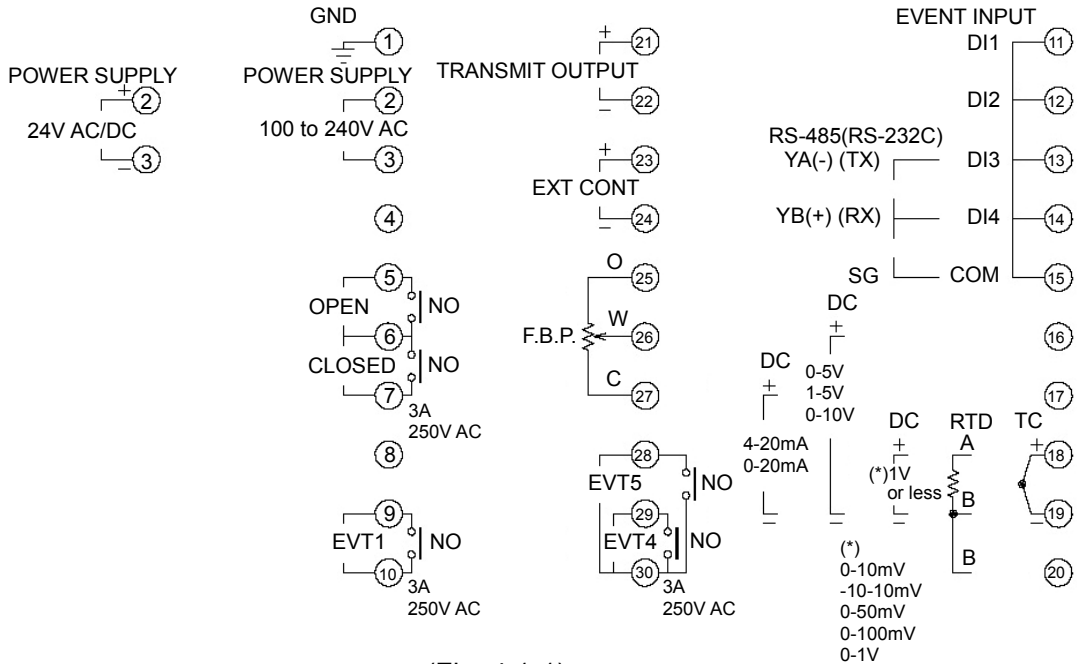 GND
①
POWER SUPPLY
+
②
24V AC/DC
③
−
POWER SUPPLY
②
100 to 240V AC
③
④
⑤
OPEN
NO
⑥
CLOSED
NO
⑦
3A
250V AC
⑧
⑨
EVT1
NO
⑩
3A
250V AC
+
㉑
TRANSMIT OUTPUT
㉒
−
+
㉓
EXT CONT
㉔
−
O
㉕
F.B.P.
W
㉖
C
㉗
㉘
EVT5
NO
㉙
EVT4
NO
㉚
3A
250V AC
EVENT INPUT
DI1
⑪
DI2
⑫
RS-485(RS-232C)
YA(-) (TX)
DI3
⑬
YB(+) (RX)
DI4
⑭
SG
COM
⑮
⑯
⑰
DC
+
4-20mA
0-20mA
−
DC
+
0-5V
1-5V
0-10V
−
DC
+
(*)1V
or less
−
RTD
A
B
B
TC
+
⑱
−
⑲
⑳
(*)
0-10mV
-10-10mV
0-50mV
0-100mV
0-1V